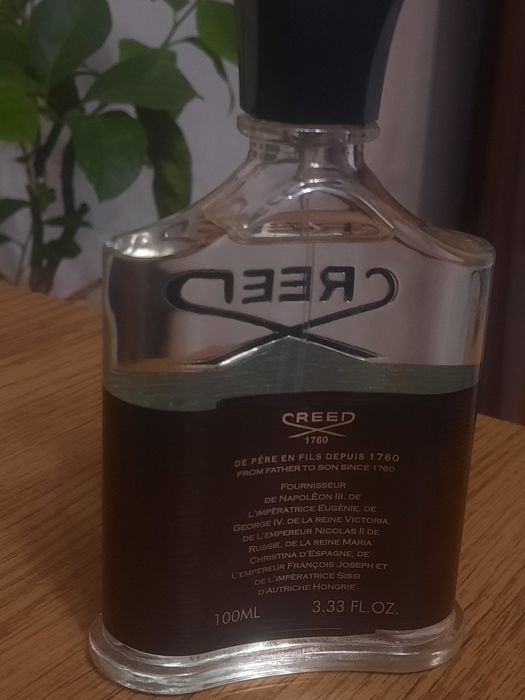 CREED
CREED
1760
DE PÉRE EN FILS DEPUIS 1760
FROM FATHER TO SON SINCE 1760
FOURNISSEUR
DE NAPOLÊON III, DE
L'IMPÉRATRICE EUGÉNIE, DE
GEORGE IV, DE LA REINE VICTORIA,
DE L'EMPEREUR NICOLAS II DE
RUSSIE, DE LA REINE MARIA
CHRISTINA D'ESPAGNE, DE
L'EMPEREUR FRANÇOIS JOSEPH ET
DE L'IMPÉRATRICE SISSI
D'AUTRICHE HONGRIE
100ML 3.33 FL.OZ.